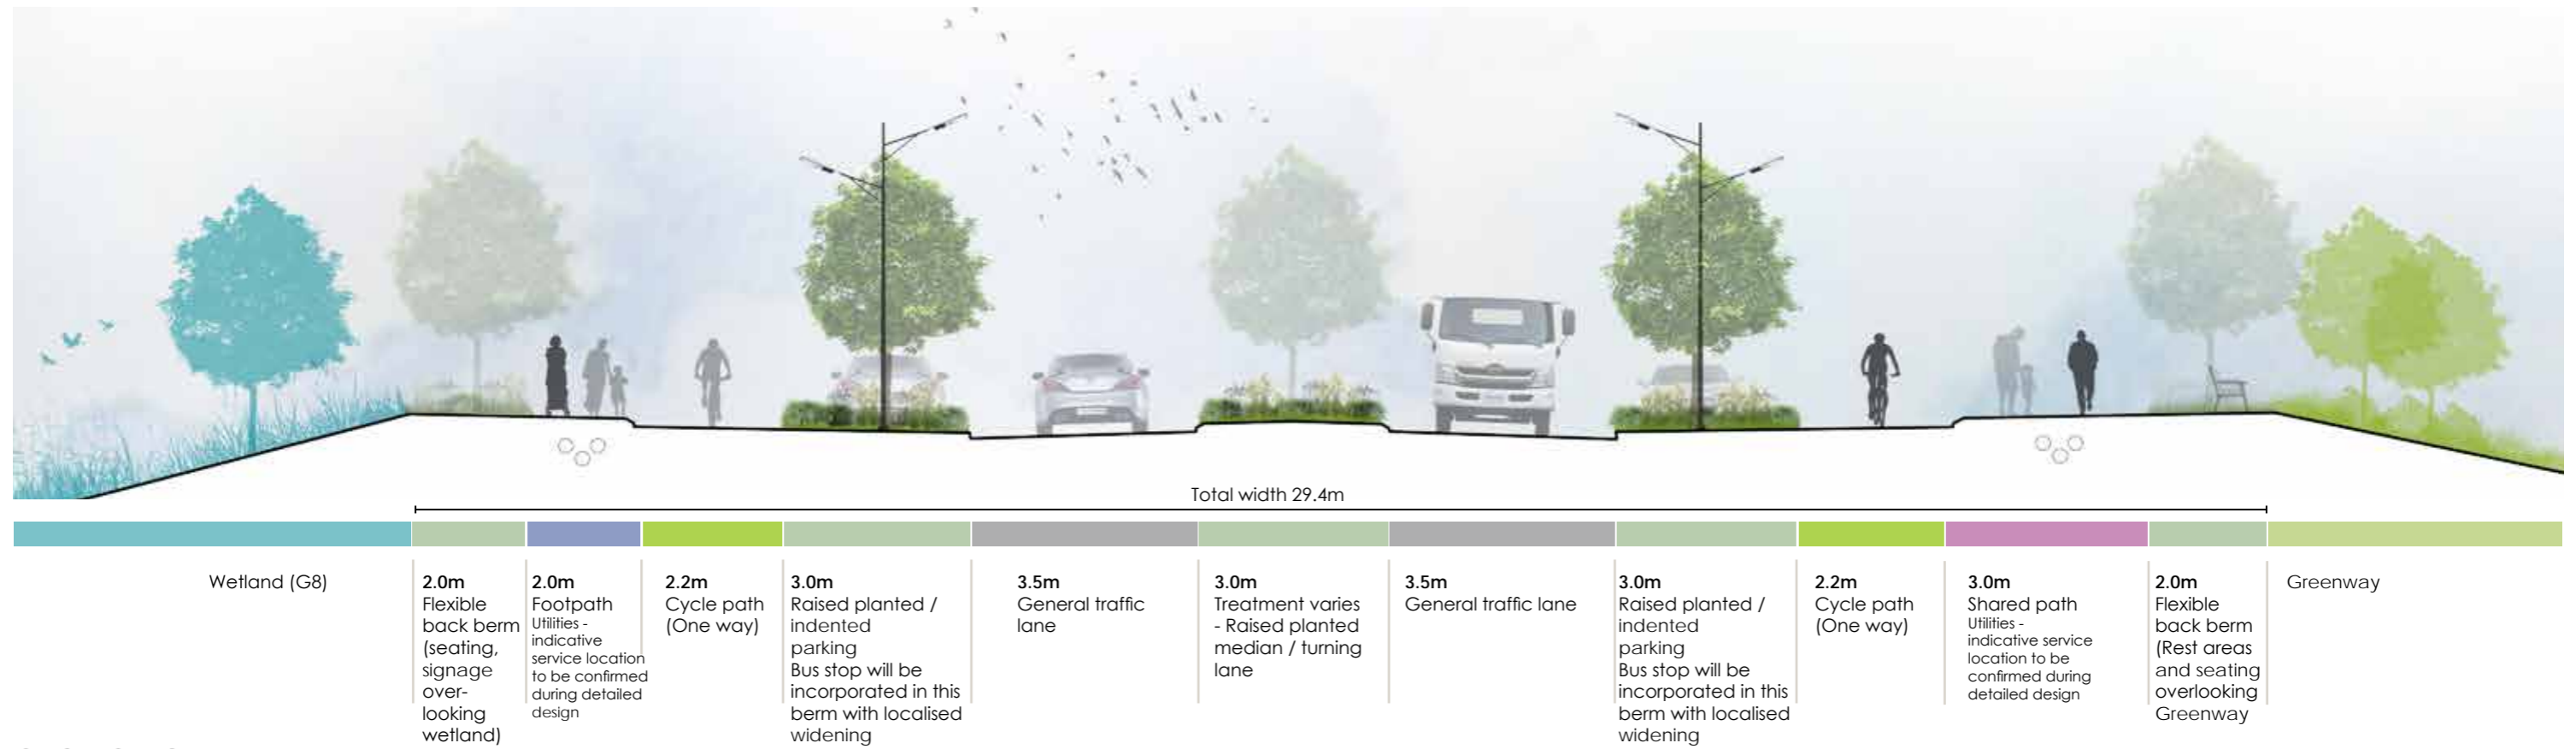 Total width 29.4m
Wetland (G8)
2.0m
Flexible
back berm
(seating,
signage
over-
looking
wetland)
2.0m
Footpath
Utilities -
indicative
service location
to be confirmed
during detailed
design
2.2m
Cycle path
(One way)
3.0m
Raised planted /
indented
parking
Bus stop will be
incorporated in this
berm with localised
widening
3.5m
General traffic
lane
3.0m
Treatment varies
- Raised planted
median / turning
lane
3.5m
General traffic lane
3.0m
Raised planted /
indented
parking
Bus stop will be
incorporated in this
berm with localised
widening
2.2m
Cycle path
(One way)
3.0m
Shared path
Utilities -
indicative service
location to be
confirmed during
detailed design
2.0m
Flexible
back berm
(Rest areas
and seating
overlooking
Greenway
Greenway